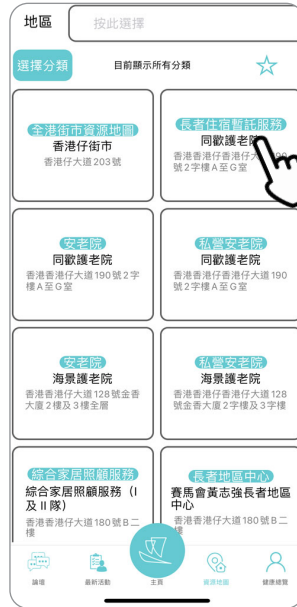 地區
按此選擇
選擇分類
目前顯示所有分類
全港街市資源地圖
香港仔街市
香港仔大道203號
長者住宿暫託服務
同歡護老院
香港香港仔香港仔大道190
號2字樓A至G室
安老院
同歡護老院
香港香港仔大道190號2字
樓A至G室
私營安老院
同歡護老院
香港香港仔香港仔大道190
號2字樓A至G室
安老院
海景護老院
香港香港仔大道128號金香
大廈2樓及3樓全層
私營安老院
海景護老院
香港香港仔香港仔大道128
號金香大廈2字樓及3字樓
綜合家居照顧服務
綜合家居照顧服務（I
及II隊）
香港香港仔大道180號B二
樓
長者地區中心
賽馬會黃志強長者地區
中心
香港香港仔大道180號B二
樓
論壇
最新活動
主頁
資源地圖
健康總覽